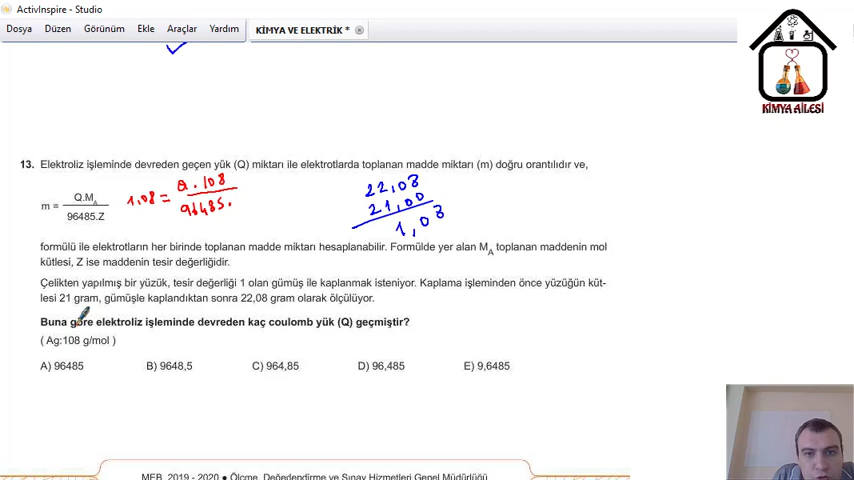 ActivInspire - Studio
Dosya Düzen Görünüm Ekle Araçlar Yardım KİMYA VE ELEKTRİK *
KİMYA AİLESİ
13. Elektroliz işleminde devreden geçen yük (Q) miktarı ile elektrotlarda toplanan madde miktarı (m) doğru orantılıdır ve,
m = Q.MA / 96485.Z
1,08 = Q.108 / 96485.
22,08
21,00
1,08
formülü ile elektrotların her birinde toplanan madde miktarı hesaplanabilir. Formülde yer alan MA toplanan maddenin mol
kütlesi, Z ise maddenin tesir değerliğidir.
Çelikten yapılmış bir yüzük, tesir değerliği 1 olan gümüş ile kaplanmak isteniyor. Kaplama işleminden önce yüzüğün küt-
lesi 21 gram, gümüşle kaplandıktan sonra 22,08 gram olarak ölçülüyor.
Buna göre elektroliz işleminde devreden kaç coulomb yük (Q) geçmiştir?
( Ag:108 g/mol )
A) 96485 B) 9648,5 C) 964,85 D) 96,485 E) 9,6485
MEB, 2019 - 2020 ● Ölçme, Değerlendirme ve Sınav Hizmetleri Genel Müdürlüğü